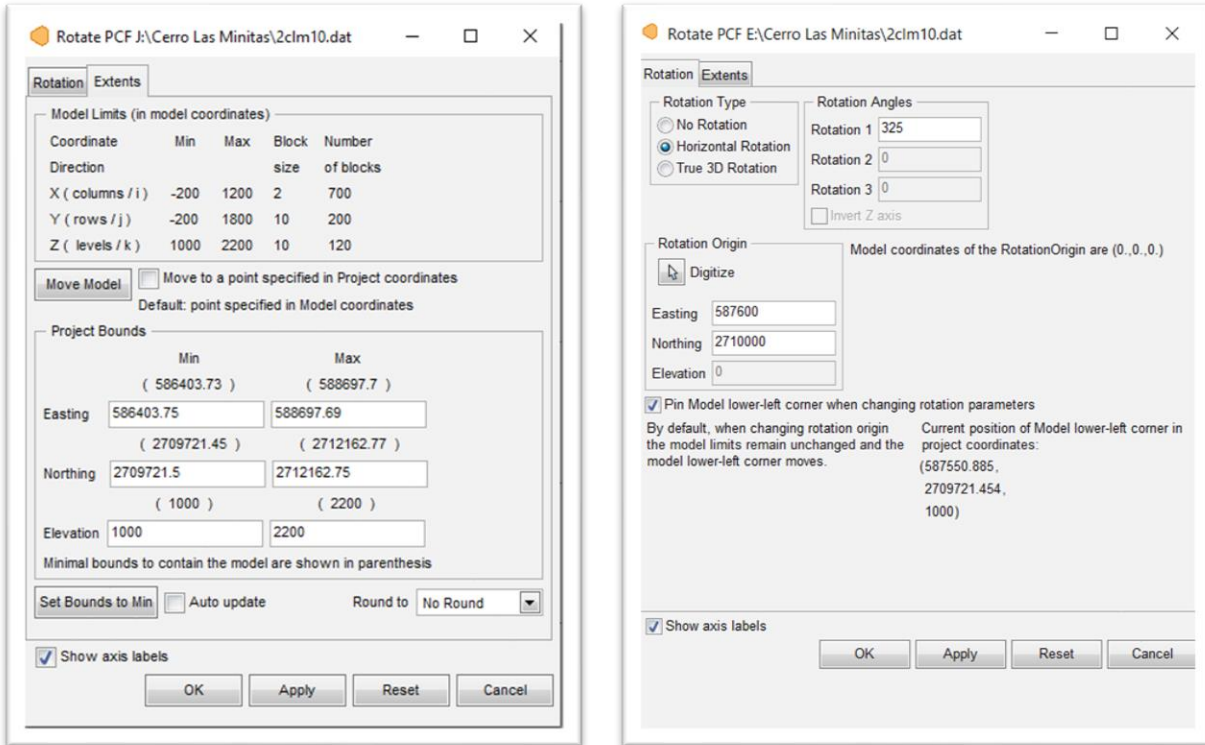 Rotate PCF J:\Cerro Las Minitas\2clm10.dat
Rotation Extents
Model Limits (in model coordinates)
Coordinate Min Max Block Number
Direction size of blocks
X ( columns / i ) -200 1200 2 700
Y ( rows / j ) -200 1800 10 200
Z ( levels / k ) 1000 2200 10 120
Move Model Move to a point specified in Project coordinates
Default: point specified in Model coordinates
Project Bounds
Min Max
( 586403.73 ) ( 588697.7 )
Easting 586403.75 588697.69
( 2709721.45 ) ( 2712162.77 )
Northing 2709721.5 2712162.75
( 1000 ) ( 2200 )
Elevation 1000 2200
Minimal bounds to contain the model are shown in parenthesis
Set Bounds to Min Auto update Round to No Round
Show axis labels
OK Apply Reset Cancel
Rotate PCF E:\Cerro Las Minitas\2clm10.dat
Rotation Extents
Rotation Type
No Rotation
Horizontal Rotation
True 3D Rotation
Rotation Angles
Rotation 1 325
Rotation 2 0
Rotation 3 0
Invert Z axis
Rotation Origin
Digitize
Easting 587600
Northing 2710000
Elevation 0
Model coordinates of the RotationOrigin are (0.,0.,0.)
Pin Model lower-left corner when changing rotation parameters
By default, when changing rotation origin
the model limits remain unchanged and the
model lower-left corner moves.
Current position of Model lower-left corner in
project coordinates:
(587550.885,
2709721.454,
1000)
Show axis labels
OK Apply Reset Cancel